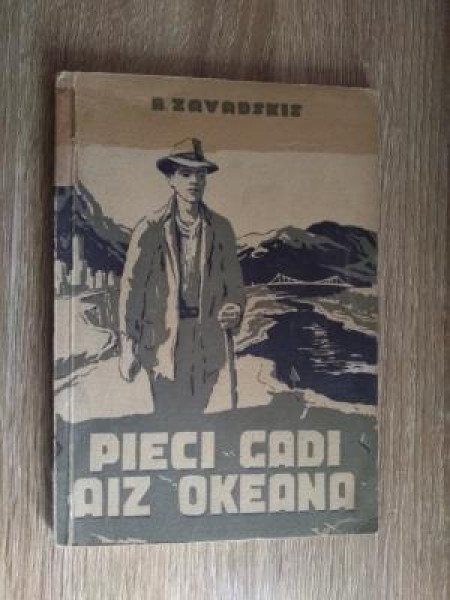 A. ZAVADSKIS
PIECI GADI
AIZ OKEANA